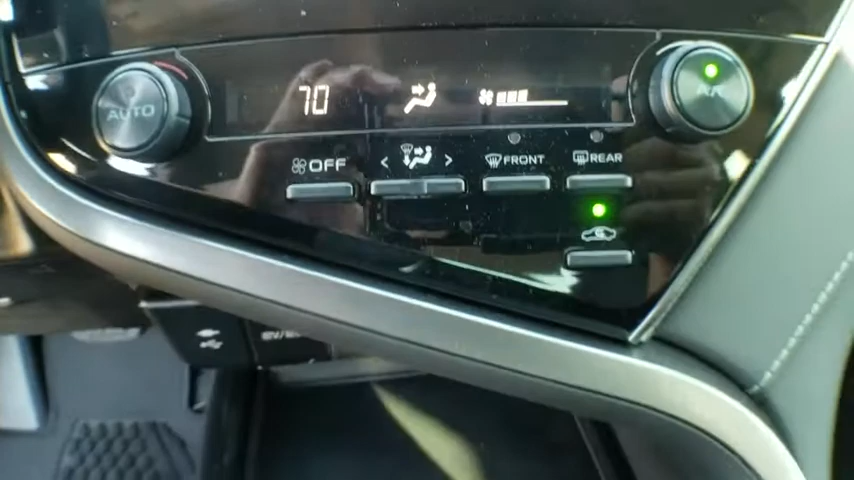 AUTO
70
A/C
OFF
< >
FRONT
REAR